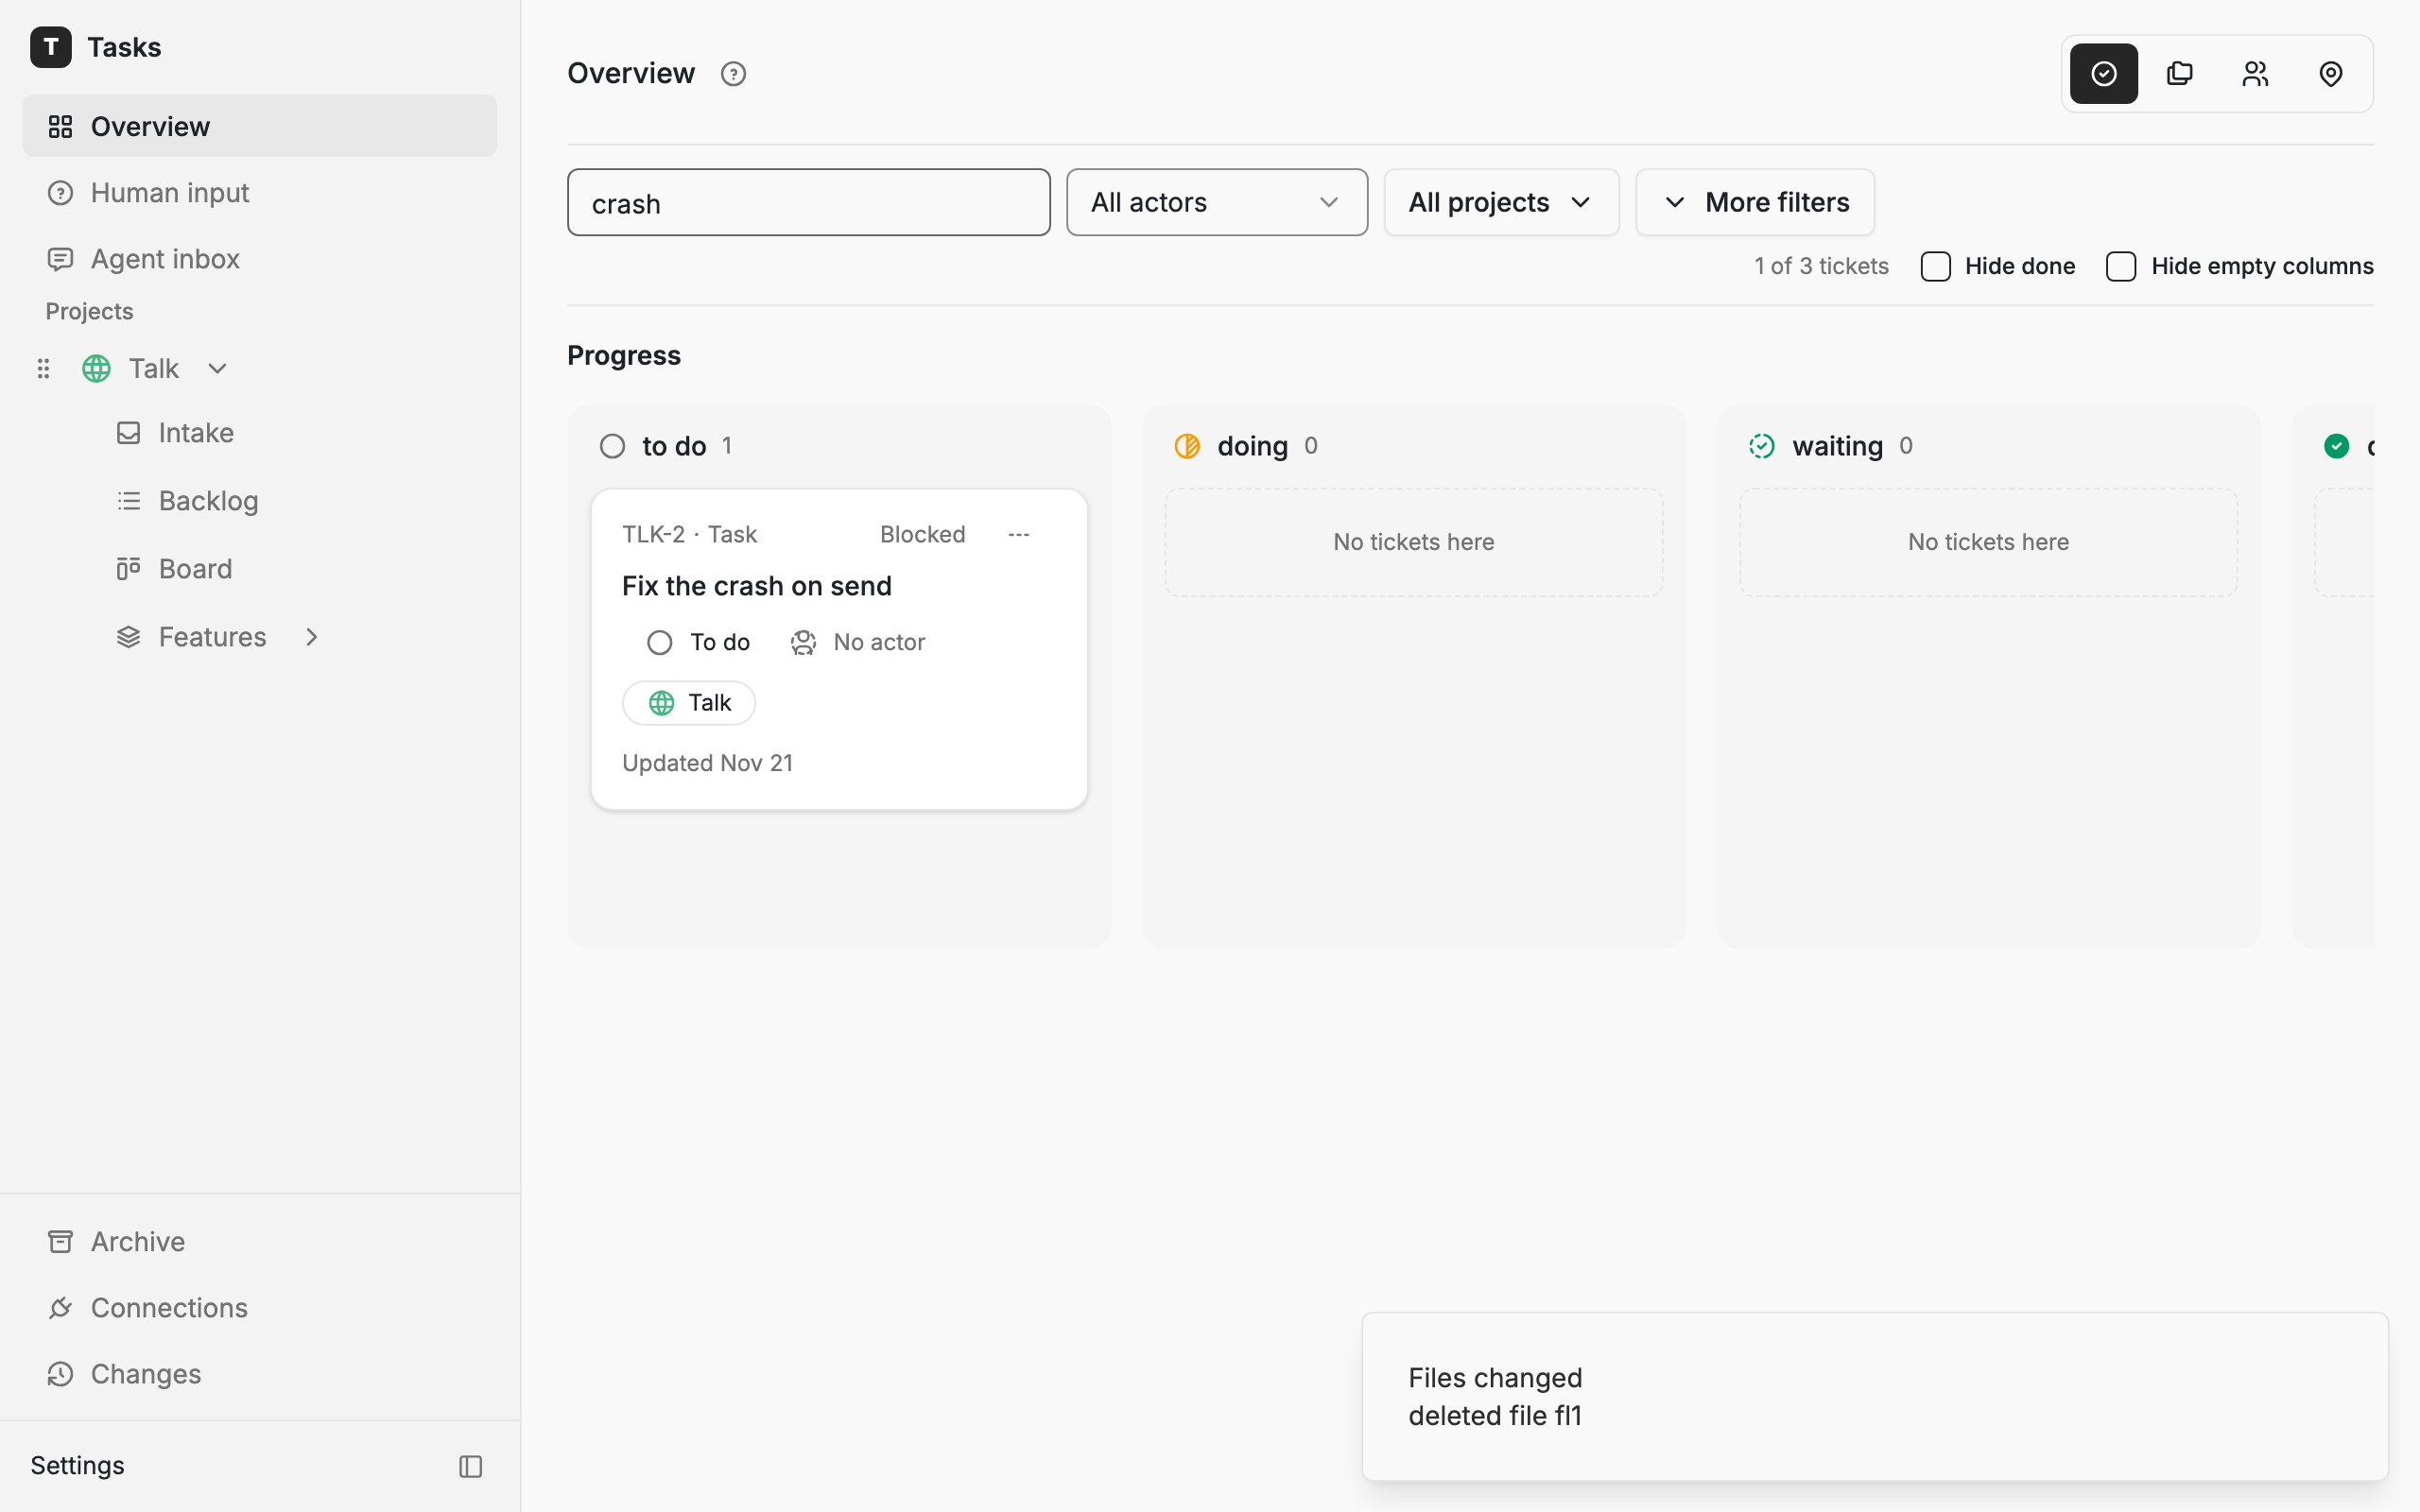 T Tasks
Overview
Human input
Agent inbox
Projects
Talk
Intake
Backlog
Board
Features
Archive
Connections
Changes
Settings
Overview
crash
All actors
All projects
More filters
1 of 3 tickets
Hide done
Hide empty columns
Progress
to do 1
TLK-2 · Task
Blocked
Fix the crash on send
To do
No actor
Talk
Updated Nov 21
doing 0
No tickets here
waiting 0
No tickets here
Files changed
deleted file fl1